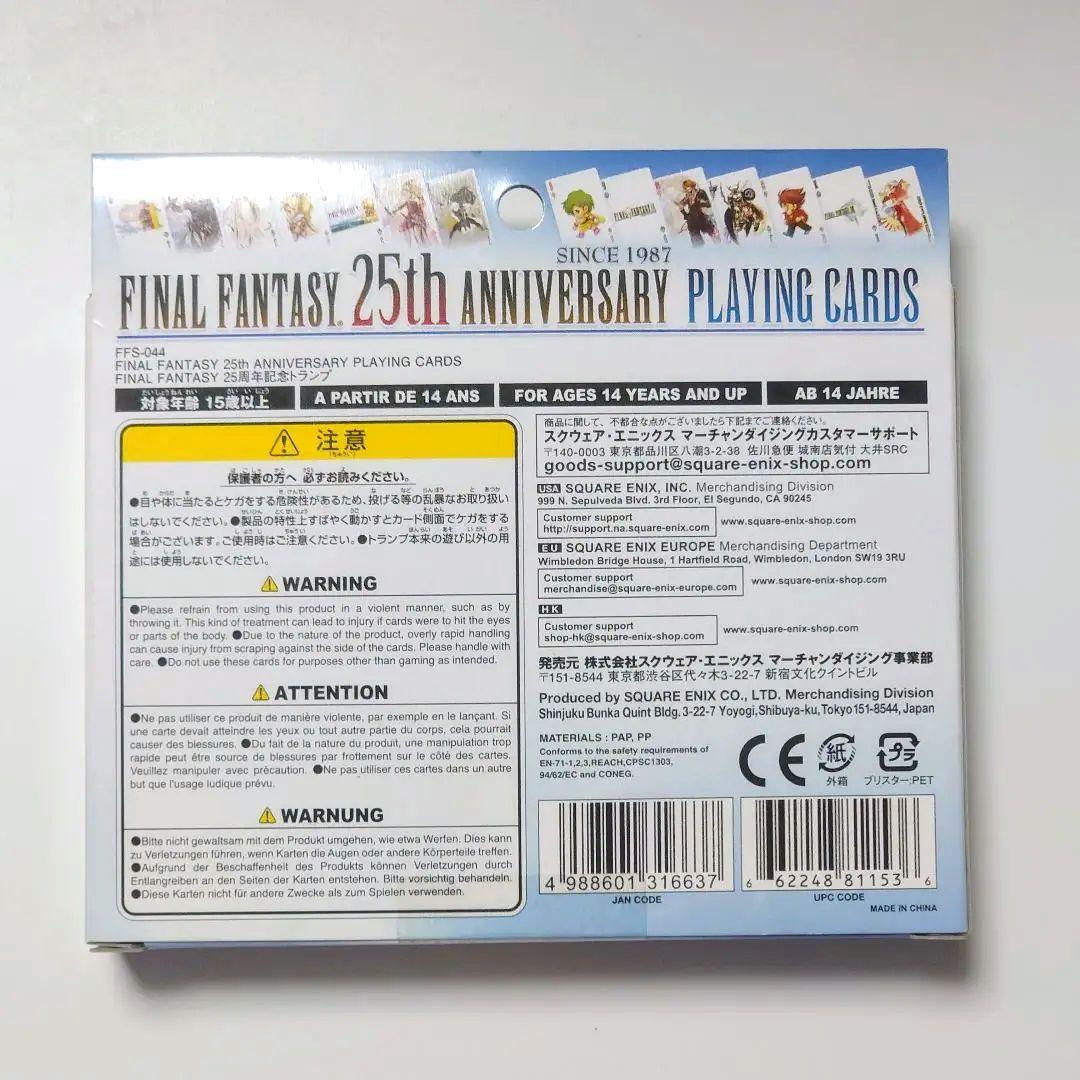 SINCE 1987
FINAL FANTASY® 25th ANNIVERSARY PLAYING CARDS
FFS-044
FINAL FANTASY 25th ANNIVERSARY PLAYING CARDS
FINAL FANTASY 25周年記念トランプ
対象年齢 15歳以上
A PARTIR DE 14 ANS
FOR AGES 14 YEARS AND UP
AB 14 JAHRE
注意
保護者の方へ 必ずお読みください。
●目や体に当たるとケガをする危険性があるため、投げる等の乱暴なお取り扱い
はしないでください。●製品の特性上すばやく動かすとカード側面でケガをする
場合がございます。ご使用時はご注意ください。●トランプ本来の遊び以外の用
途には使用しないでください。
WARNING
●Please refrain from using this product in a violent manner, such as by
throwing it. This kind of treatment can lead to injury if cards were to hit the eyes
or parts of the body. ●Due to the nature of the product, overly rapid handling
can cause injury from scraping against the side of the cards. Please handle with
care. ●Do not use these cards for purposes other than gaming as intended.
ATTENTION
●Ne pas utiliser ce produit de manière violente, par exemple en le lançant. Si
une carte devait atteindre les yeux ou tout autre partie du corps, cela pourrait
causer des blessures. ●Du fait de la nature du produit, une manipulation trop
rapide peut être source de blessures par frottement sur le côté des cartes.
Veuillez manipuler avec précaution. ●Ne pas utiliser ces cartes dans un autre
but que l'usage ludique prévu.
WARNUNG
●Bitte nicht gewaltsam mit dem Produkt umgehen, wie etwa Werfen. Dies kann
zu Verletzungen führen, wenn Karten die Augen oder andere Körperteile treffen.
●Aufgrund der Beschaffenheit des Produkts können Verletzungen durch
Entlangreiben an den Seiten der Karten entstehen. Bitte vorsichtig behandeln.
●Diese Karten nicht für andere Zwecke als zum Spielen verwenden.
商品に関して、不都合な点がございましたら下記までご連絡ください。
スクウェア・エニックス マーチャンダイジングカスタマーサポート
〒140-0003 東京都品川区八潮3-2-38 佐川急便 城南店気付 大井SRC
goods-support@square-enix-shop.com
USA SQUARE ENIX, INC. Merchandising Division
999 N. Sepulveda Blvd. 3rd Floor, El Segundo, CA 90245
Customer support
http://support.na.square-enix.com
www.square-enix-shop.com
EU SQUARE ENIX EUROPE Merchandising Department
Wimbledon Bridge House, 1 Hartfield Road, Wimbledon, London SW19 3RU
Customer support
merchandise@square-enix-europe.com
www.square-enix-shop.com
HK
Customer support
shop-hk@square-enix.com
www.square-enix-shop.com
発売元 株式会社スクウェア・エニックス マーチャンダイジング事業部
〒151-8544 東京都渋谷区代々木3-22-7 新宿文化クイントビル
Produced by SQUARE ENIX CO., LTD. Merchandising Division
Shinjuku Bunka Quint Bldg. 3-22-7 Yoyogi,Shibuya-ku,Tokyo 151-8544, Japan
MATERIALS : PAP, PP
Conforms to the safety requirements of
EN-71-1,2,3,REACH,CPSC1303,
94/62/EC and CONEG.
CE
紙
外箱
プラ
ブリスター:PET
4 988601 316637
JAN CODE
6 62248 81153 6
UPC CODE
MADE IN CHINA